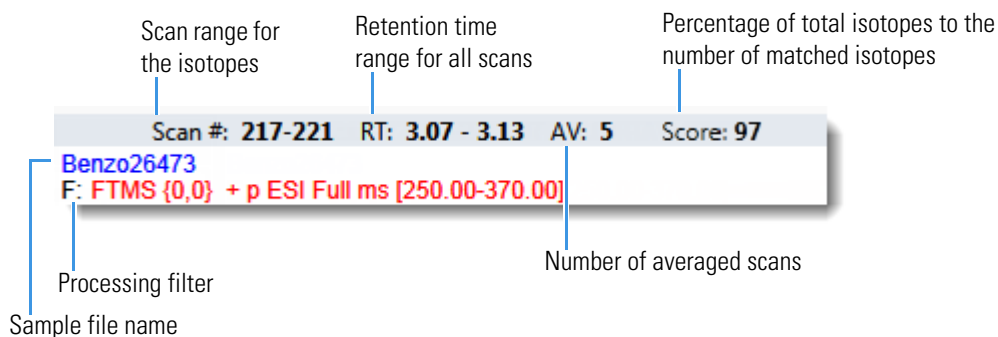 Scan range for
the isotopes
Retention time
range for all scans
Percentage of total isotopes to the
number of matched isotopes
Scan #: 217-221 RT: 3.07 - 3.13 AV: 5 Score: 97
Benzo26473
F: FTMS {0,0} + p ESI Full ms [250.00-370.00]
Number of averaged scans
Processing filter
Sample file name